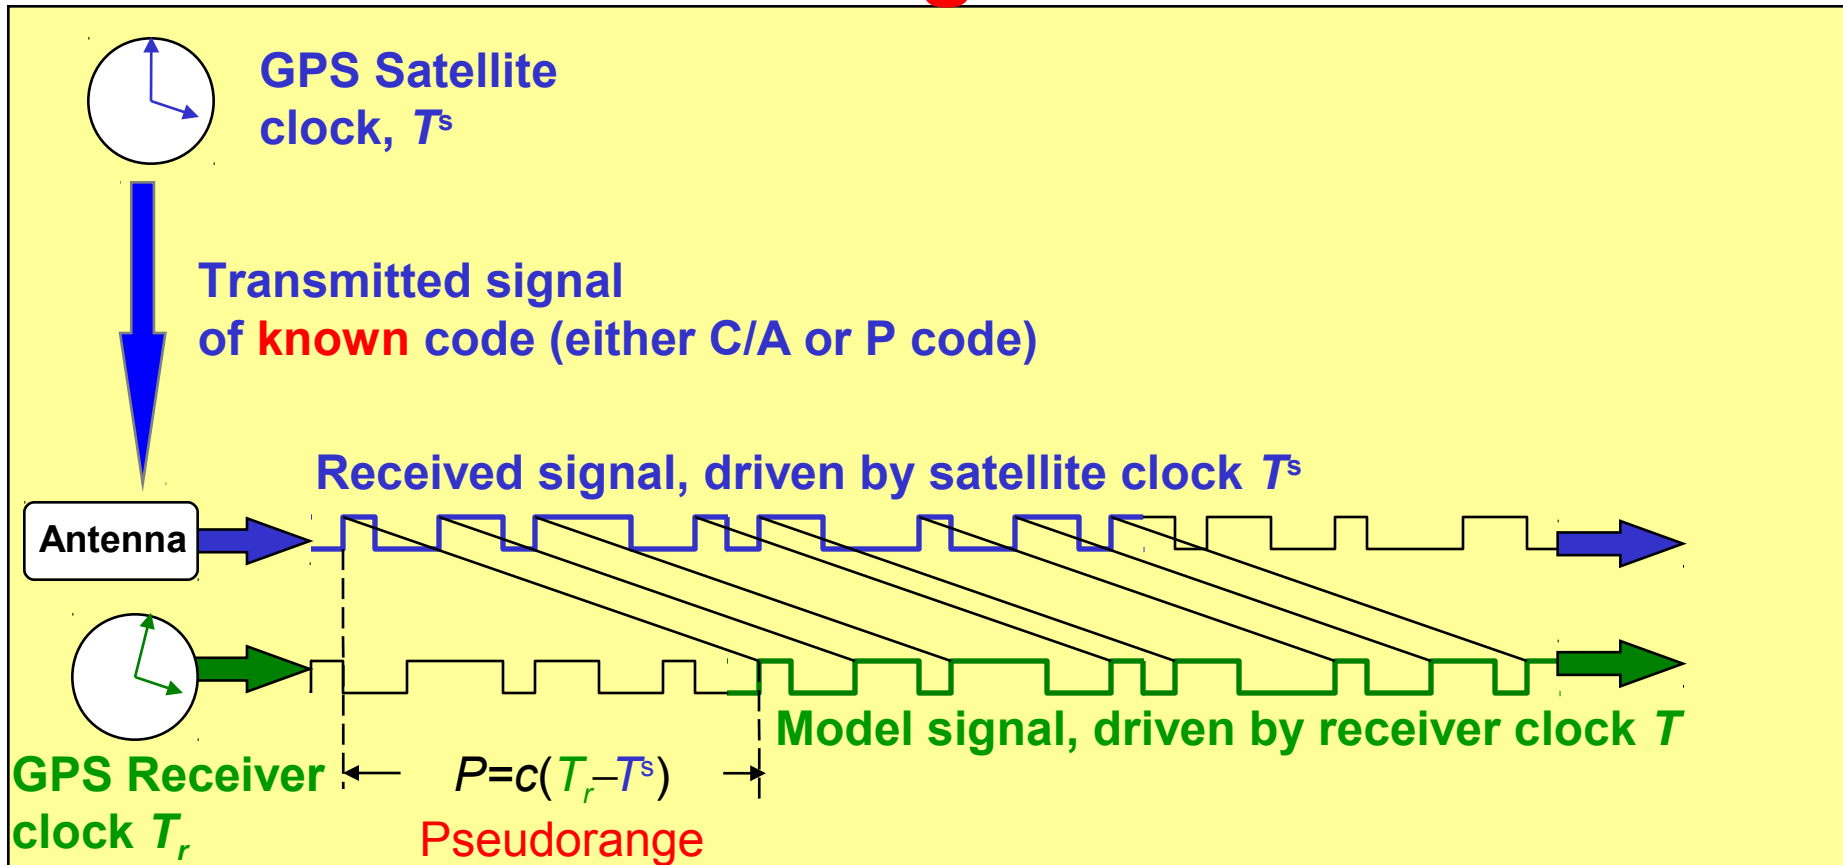 GPS Satellite
clock, Tˢ
Transmitted signal
of known code (either C/A or P code)
Received signal, driven by satellite clock Tˢ
Antenna
Model signal, driven by receiver clock T
GPS Receiver
clock Tᵣ
P=c(Tᵣ–Tˢ)
Pseudorange